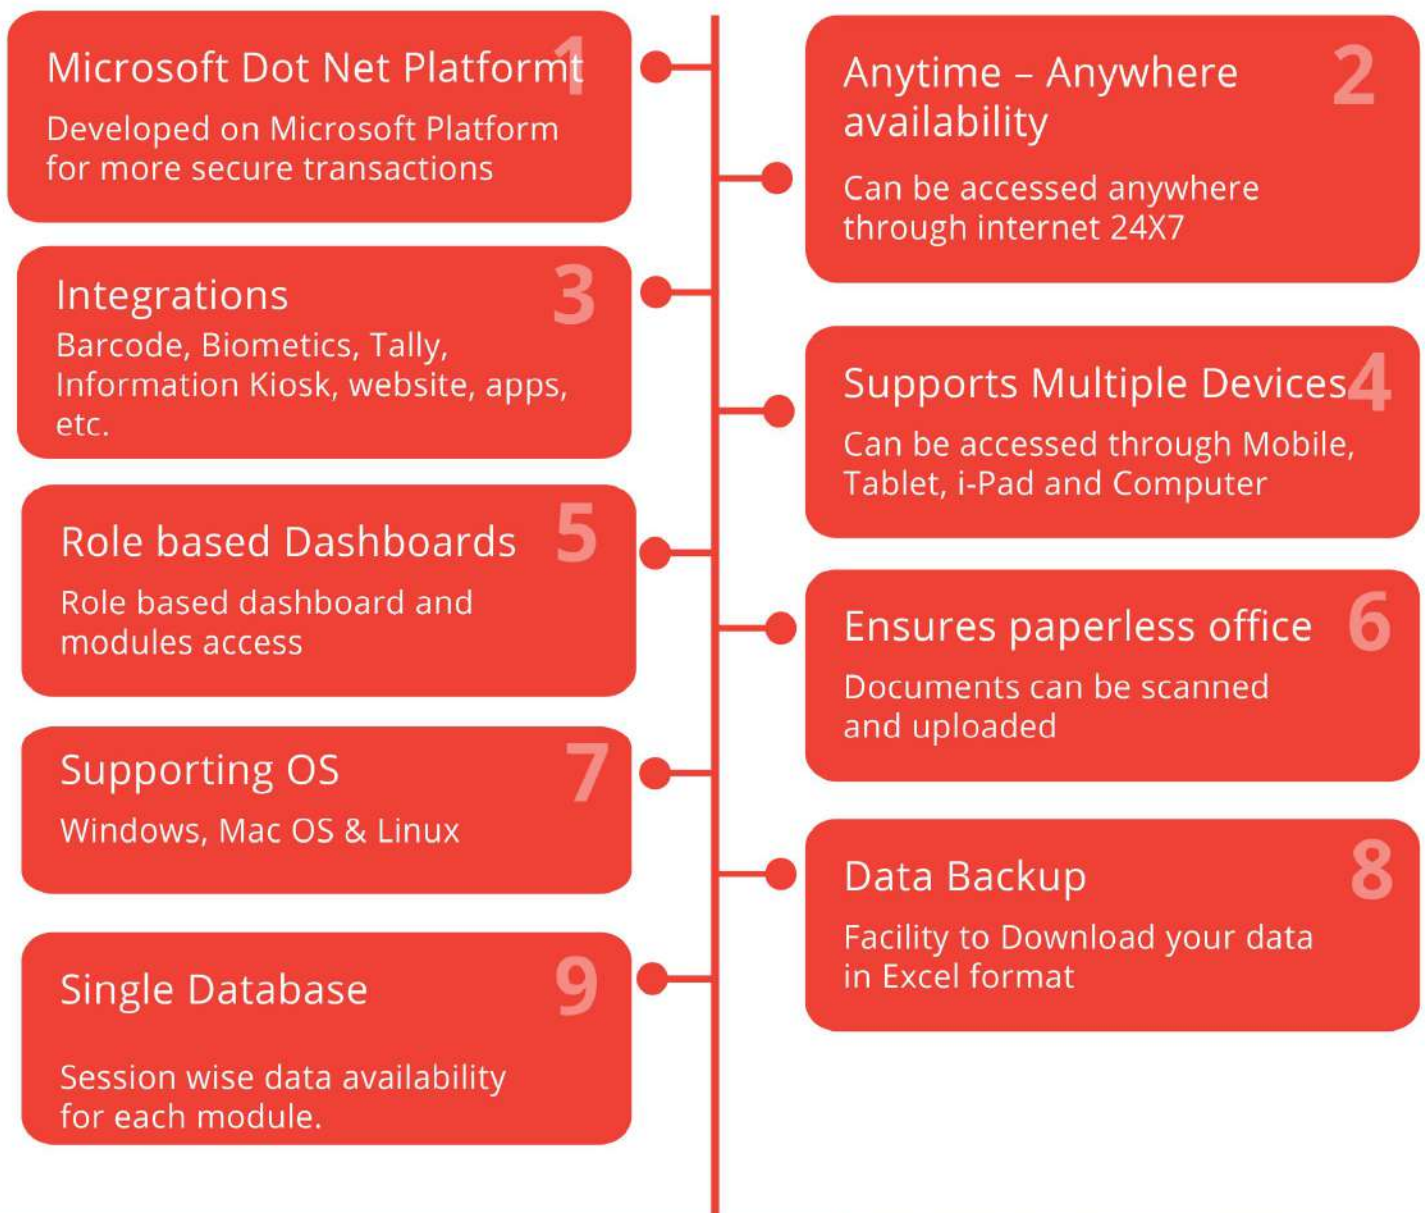 1
Microsoft Dot Net Platformt
Developed on Microsoft Platform
for more secure transactions
2
Anytime – Anywhere
availability
Can be accessed anywhere
through internet 24X7
3
Integrations
Barcode, Biometics, Tally,
Information Kiosk, website, apps,
etc.
4
Supports Multiple Devices
Can be accessed through Mobile,
Tablet, i-Pad and Computer
5
Role based Dashboards
Role based dashboard and
modules access
6
Ensures paperless office
Documents can be scanned
and uploaded
7
Supporting OS
Windows, Mac OS & Linux
8
Data Backup
Facility to Download your data
in Excel format
9
Single Database
Session wise data availability
for each module.